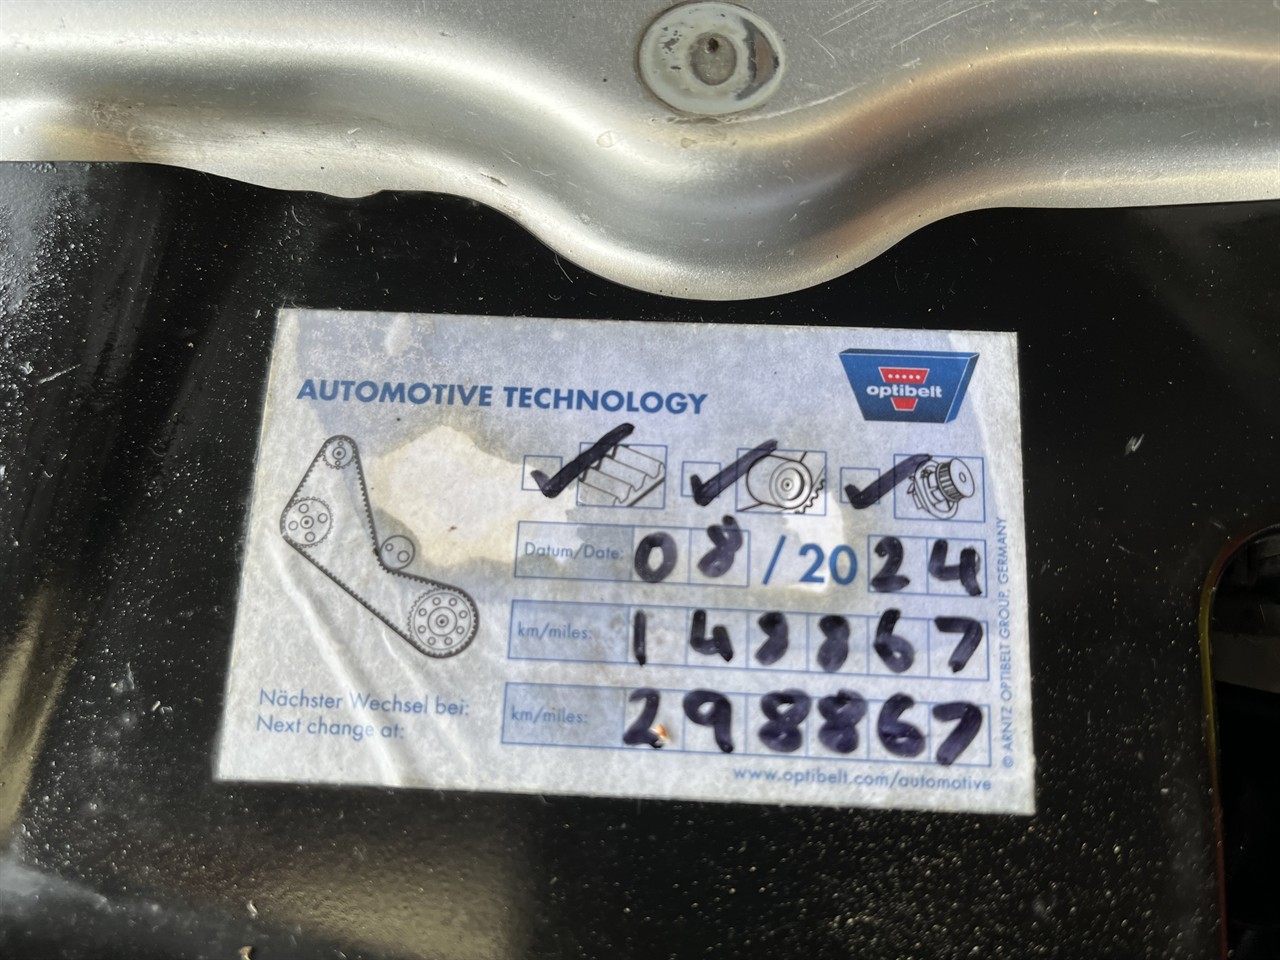 AUTOMOTIVE TECHNOLOGY
optibelt
Datum/Date: 08/2024
km/miles: 148867
Nächster Wechsel bei:
Next change at:
km/miles: 298867
www.optibelt.com/automotive
© ARNTZ OPTIBELT GROUP, GERMANY